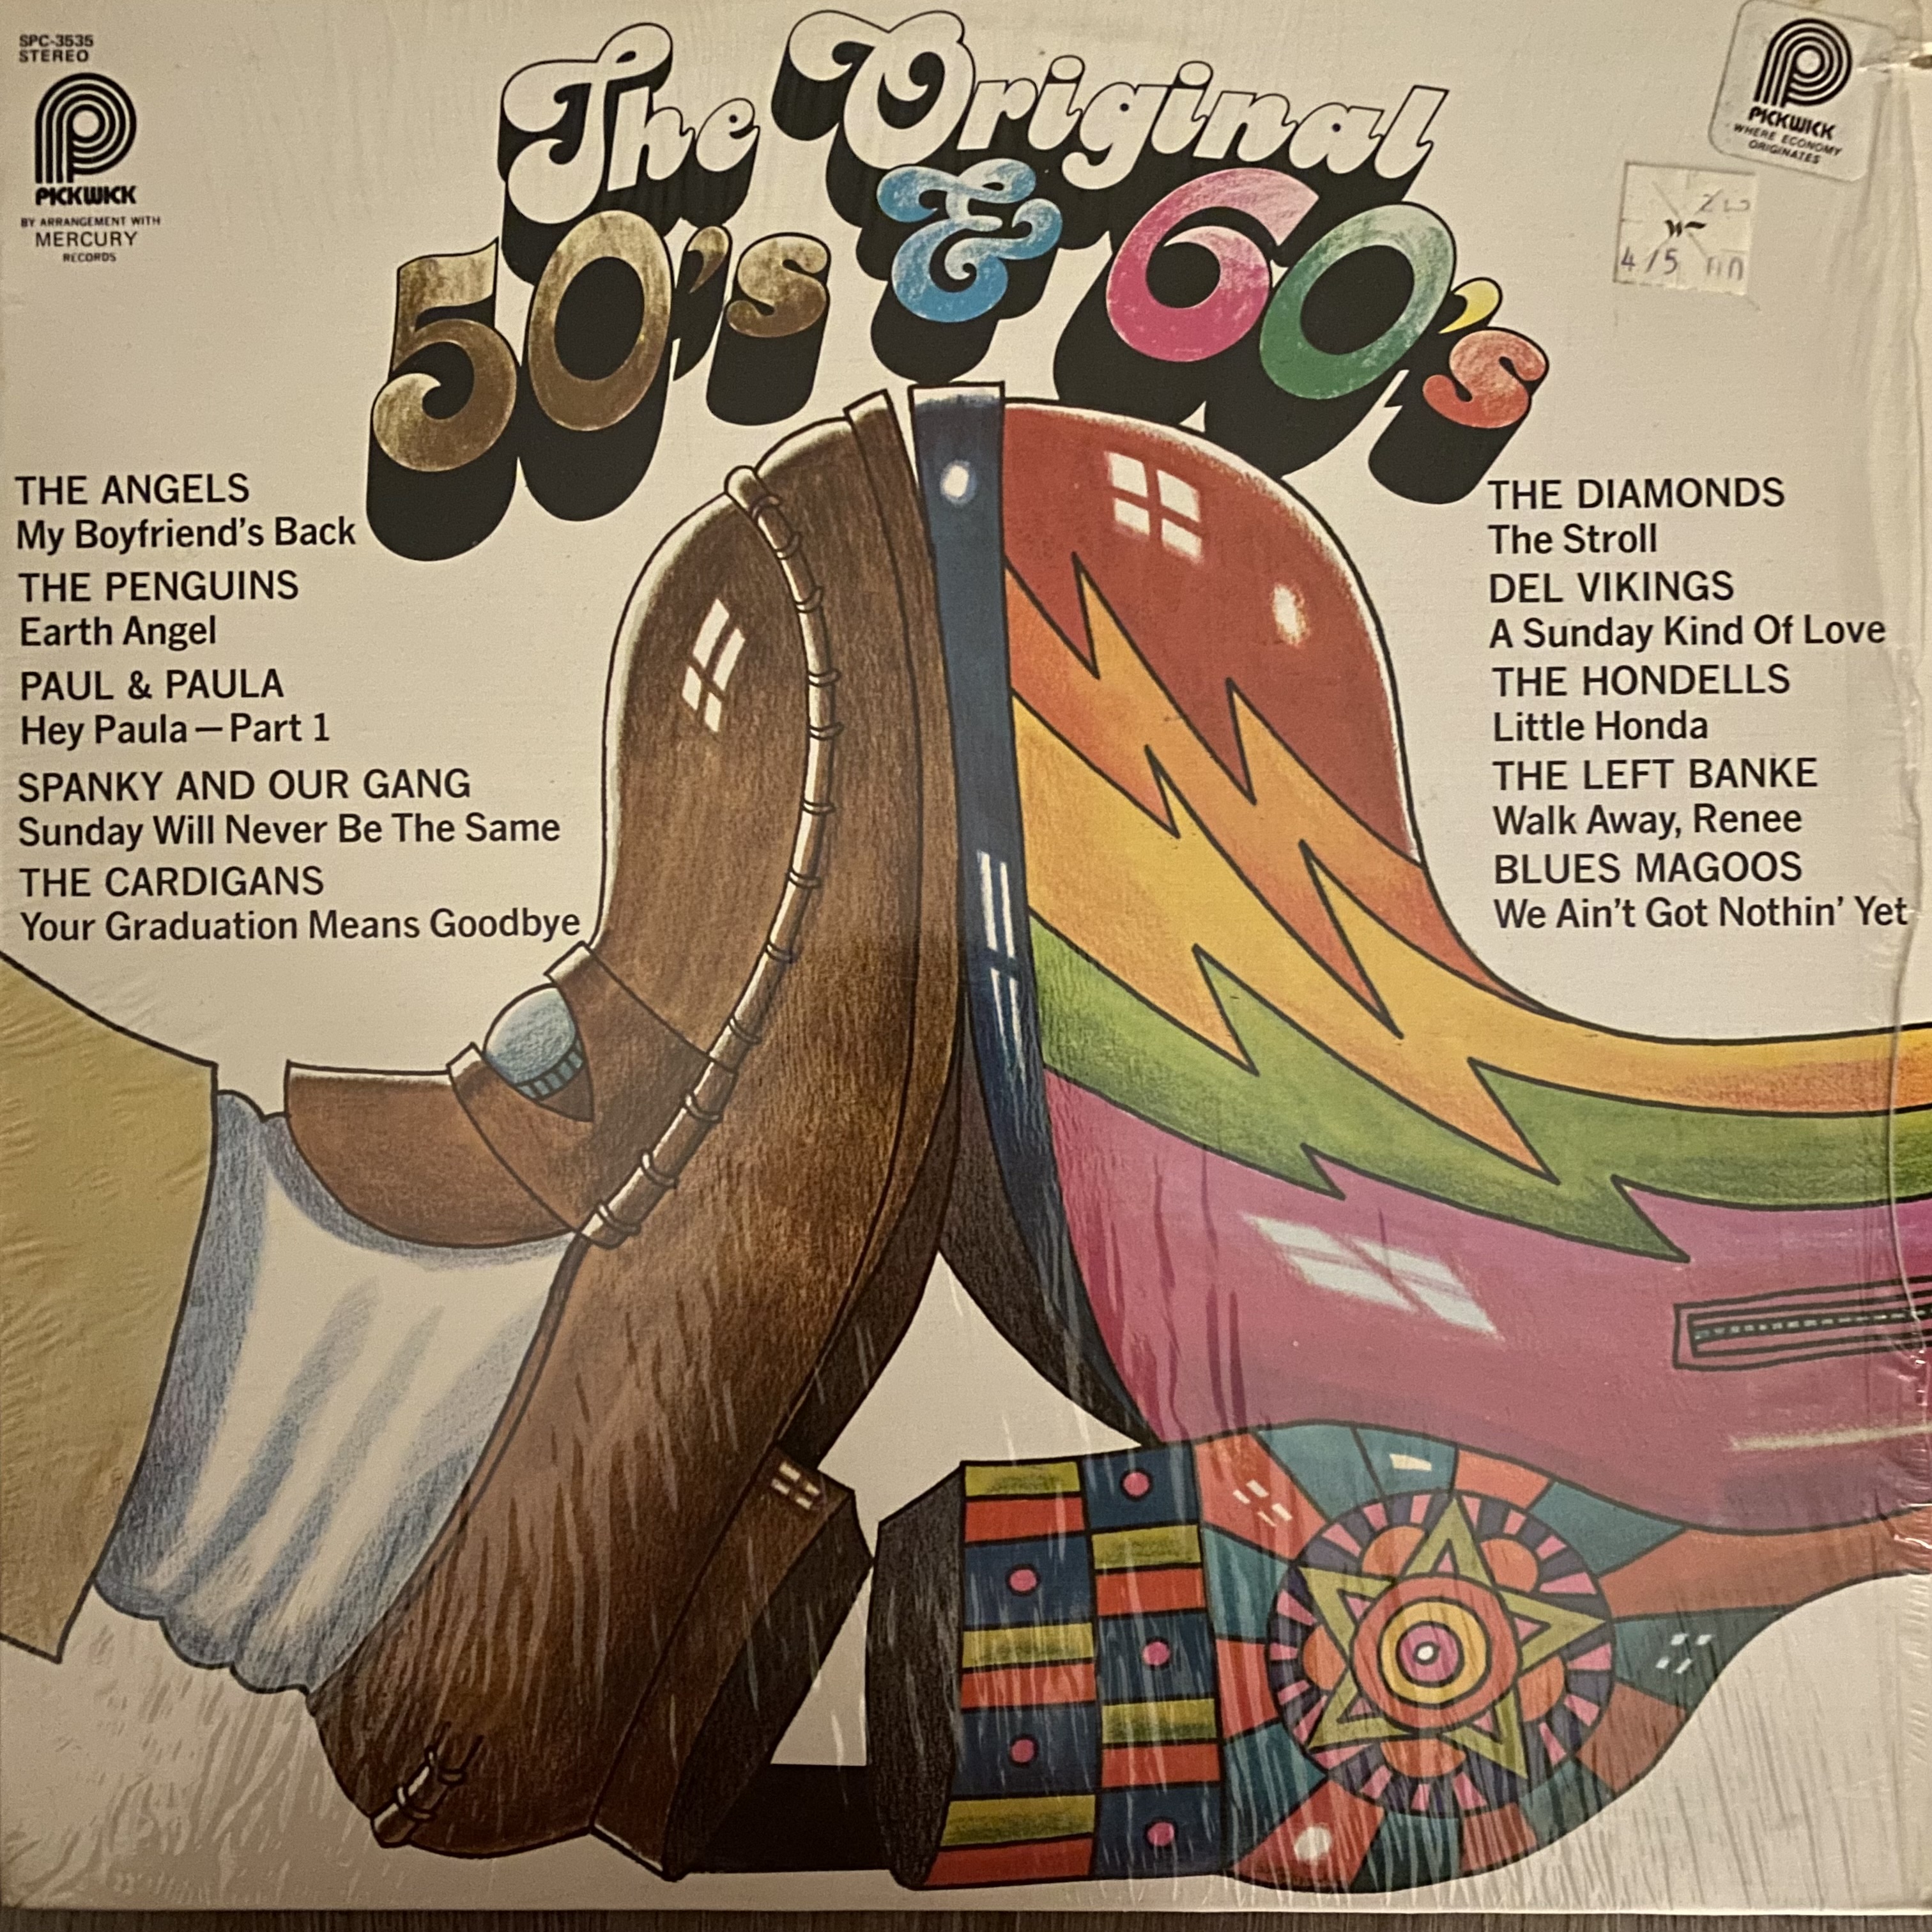 SPC-3535
STEREO
PICKWICK
BY ARRANGEMENT WITH
MERCURY
RECORDS
The Original
50's & 60's
PICKWICK
WHERE ECONOMY
ORIGINATES
4/5
THE ANGELS
My Boyfriend's Back
THE PENGUINS
Earth Angel
PAUL & PAULA
Hey Paula—Part 1
SPANKY AND OUR GANG
Sunday Will Never Be The Same
THE CARDIGANS
Your Graduation Means Goodbye
THE DIAMONDS
The Stroll
DEL VIKINGS
A Sunday Kind Of Love
THE HONDELLS
Little Honda
THE LEFT BANKE
Walk Away, Renee
BLUES MAGOOS
We Ain't Got Nothin' Yet